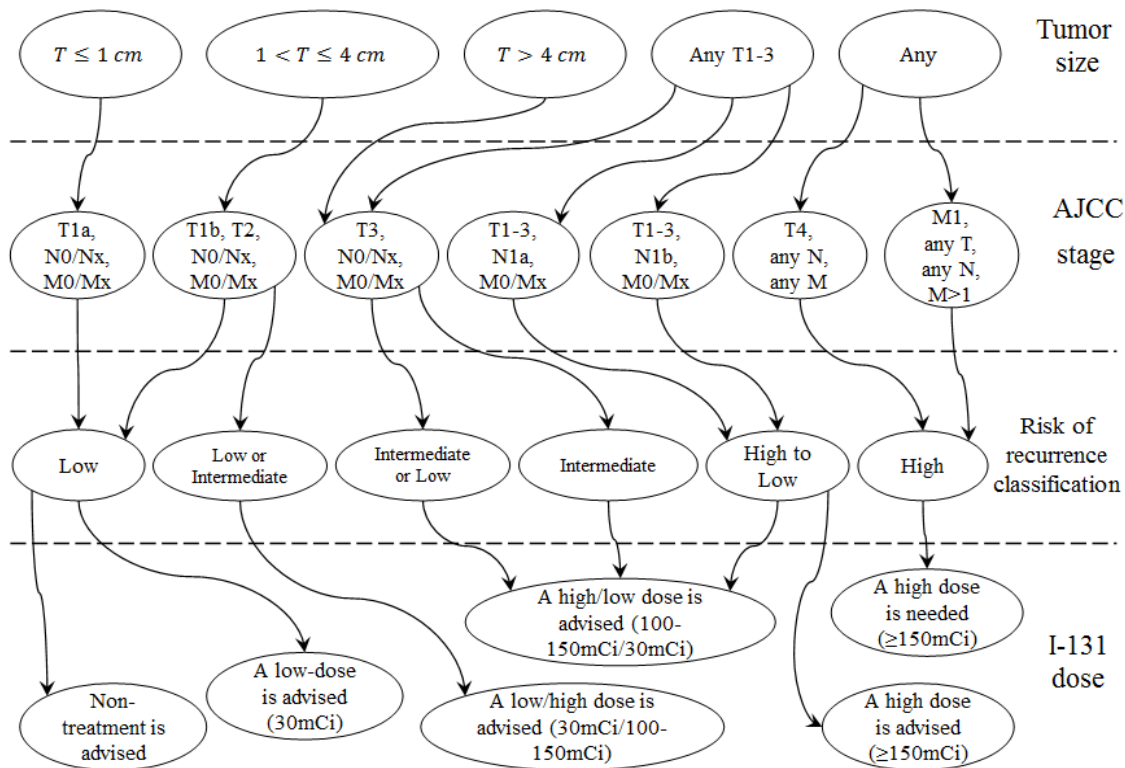 T ≤ 1 cm
1 < T ≤ 4 cm
T > 4 cm
Any T1-3
Any
Tumor
size
T1a,
N0/Nx,
M0/Mx
T1b, T2,
N0/Nx,
M0/Mx
T3,
N0/Nx,
M0/Mx
T1-3,
N1a,
M0/Mx
T1-3,
N1b,
M0/Mx
T4,
any N,
any M
M1,
any T,
any N,
M>1
AJCC
stage
Low
Low or
Intermediate
Intermediate
or Low
Intermediate
High to
Low
High
Risk of
recurrence
classification
Non-
treatment is
advised
A low-dose
is advised
(30mCi)
A low/high dose is
advised (30mCi/100-
150mCi)
A high/low dose is
advised (100-
150mCi/30mCi)
A high dose
is needed
(≥150mCi)
A high dose
is advised
(≥150mCi)
I-131
dose